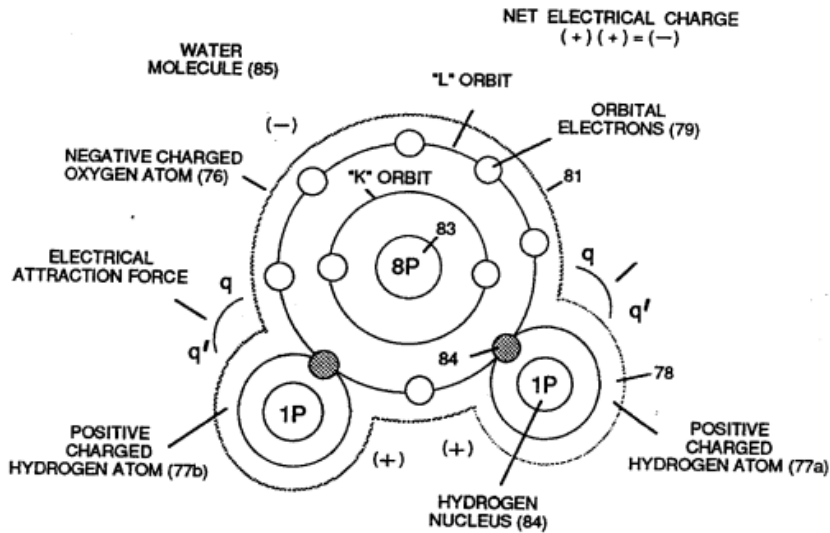 NET ELECTRICAL CHARGE
(+) (+) = (−)
WATER
MOLECULE (85)
"L" ORBIT
(−)
ORBITAL
ELECTRONS (79)
NEGATIVE CHARGED
OXYGEN ATOM (76)
"K" ORBIT
81
83
8P
ELECTRICAL
ATTRACTION FORCE
q
q'
q
q'
84
1P
1P
78
POSITIVE
CHARGED
HYDROGEN ATOM (77b)
(+)
(+)
POSITIVE
CHARGED
HYDROGEN ATOM (77a)
HYDROGEN
NUCLEUS (84)